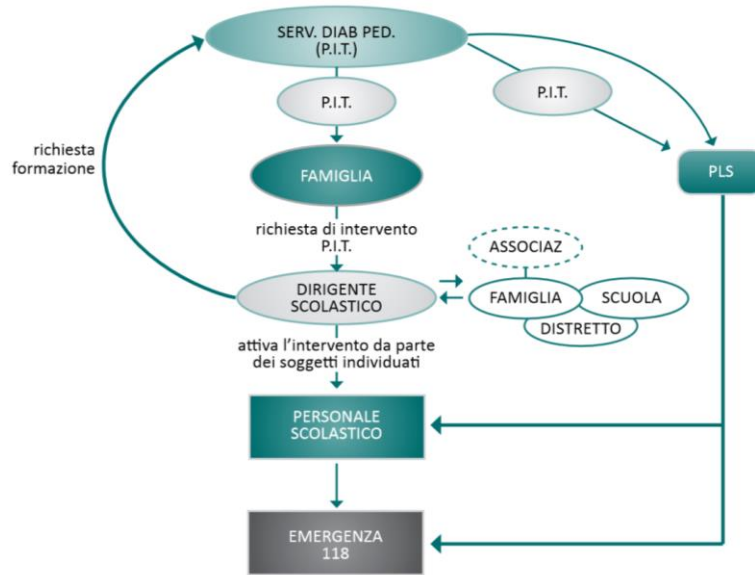 SERV. DIAB PED.
(P.I.T.)
P.I.T.
P.I.T.
richiesta
formazione
FAMIGLIA
PLS
richiesta di intervento
P.I.T.
ASSOCIAZ
DIRIGENTE
SCOLASTICO
FAMIGLIA
SCUOLA
DISTRETTO
attiva l'intervento da parte
dei soggetti individuati
PERSONALE
SCOLASTICO
EMERGENZA
118